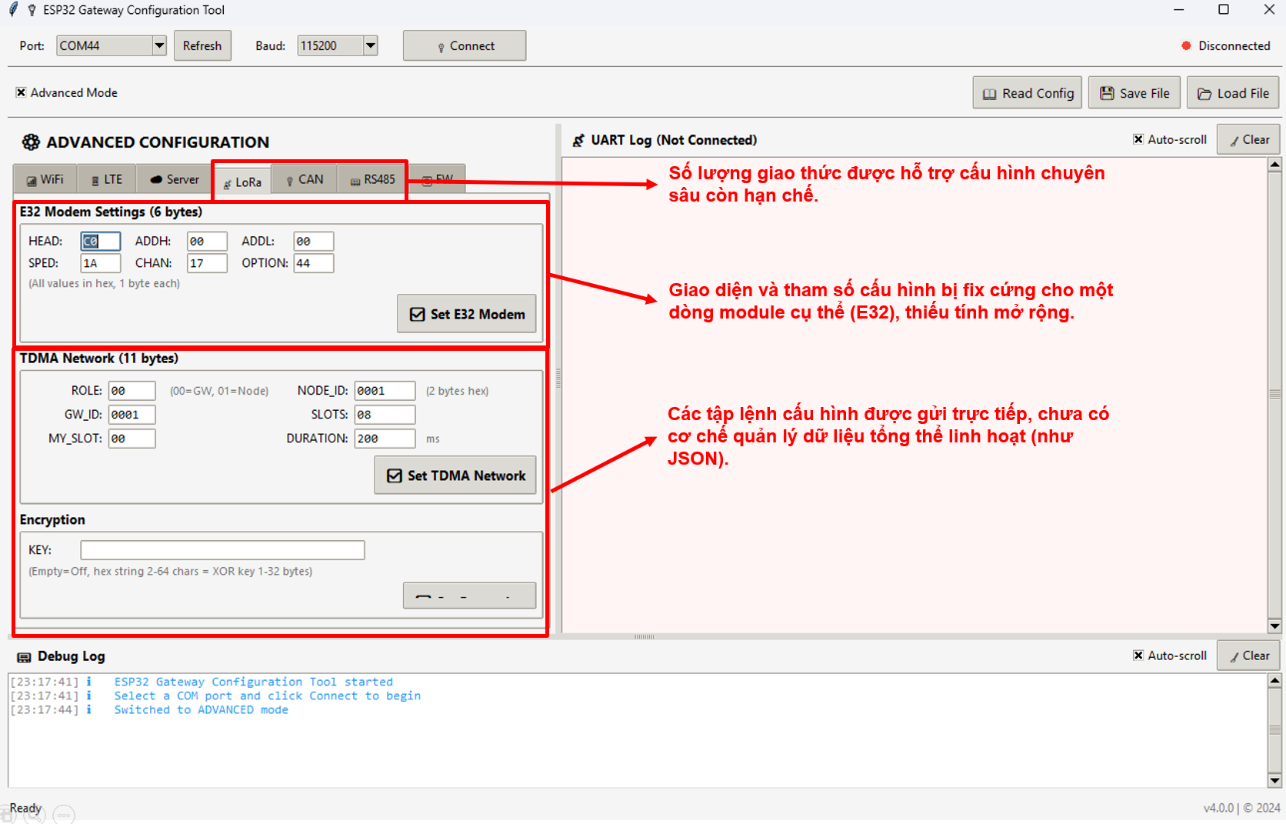 ESP32 Gateway Configuration Tool
Port: COM44 Refresh Baud: 115200 Connect Disconnected
Advanced Mode Read Config Save File Load File
ADVANCED CONFIGURATION
WiFi LTE Server LoRa CAN RS485 FW
E32 Modem Settings (6 bytes)
HEAD: C0 ADDH: 00 ADDL: 00
SPED: 1A CHAN: 17 OPTION: 44
(All values in hex, 1 byte each)
Set E32 Modem
TDMA Network (11 bytes)
ROLE: 00 (00=GW, 01=Node) NODE_ID: 0001 (2 bytes hex)
GW_ID: 0001 SLOTS: 08
MY_SLOT: 00 DURATION: 200 ms
Set TDMA Network
Encryption
KEY:
(Empty=Off, hex string 2-64 chars = XOR key 1-32 bytes)
UART Log (Not Connected) Auto-scroll Clear
Số lượng giao thức được hỗ trợ cấu hình chuyên
sâu còn hạn chế.
Giao diện và tham số cấu hình bị fix cứng cho một
dòng module cụ thể (E32), thiếu tính mở rộng.
Các tập lệnh cấu hình được gửi trực tiếp, chưa có
cơ chế quản lý dữ liệu tổng thể linh hoạt (như
JSON).
Debug Log Auto-scroll Clear
[23:17:41] i ESP32 Gateway Configuration Tool started
[23:17:41] i Select a COM port and click Connect to begin
[23:17:44] i Switched to ADVANCED mode
Ready v4.0.0 | © 2024